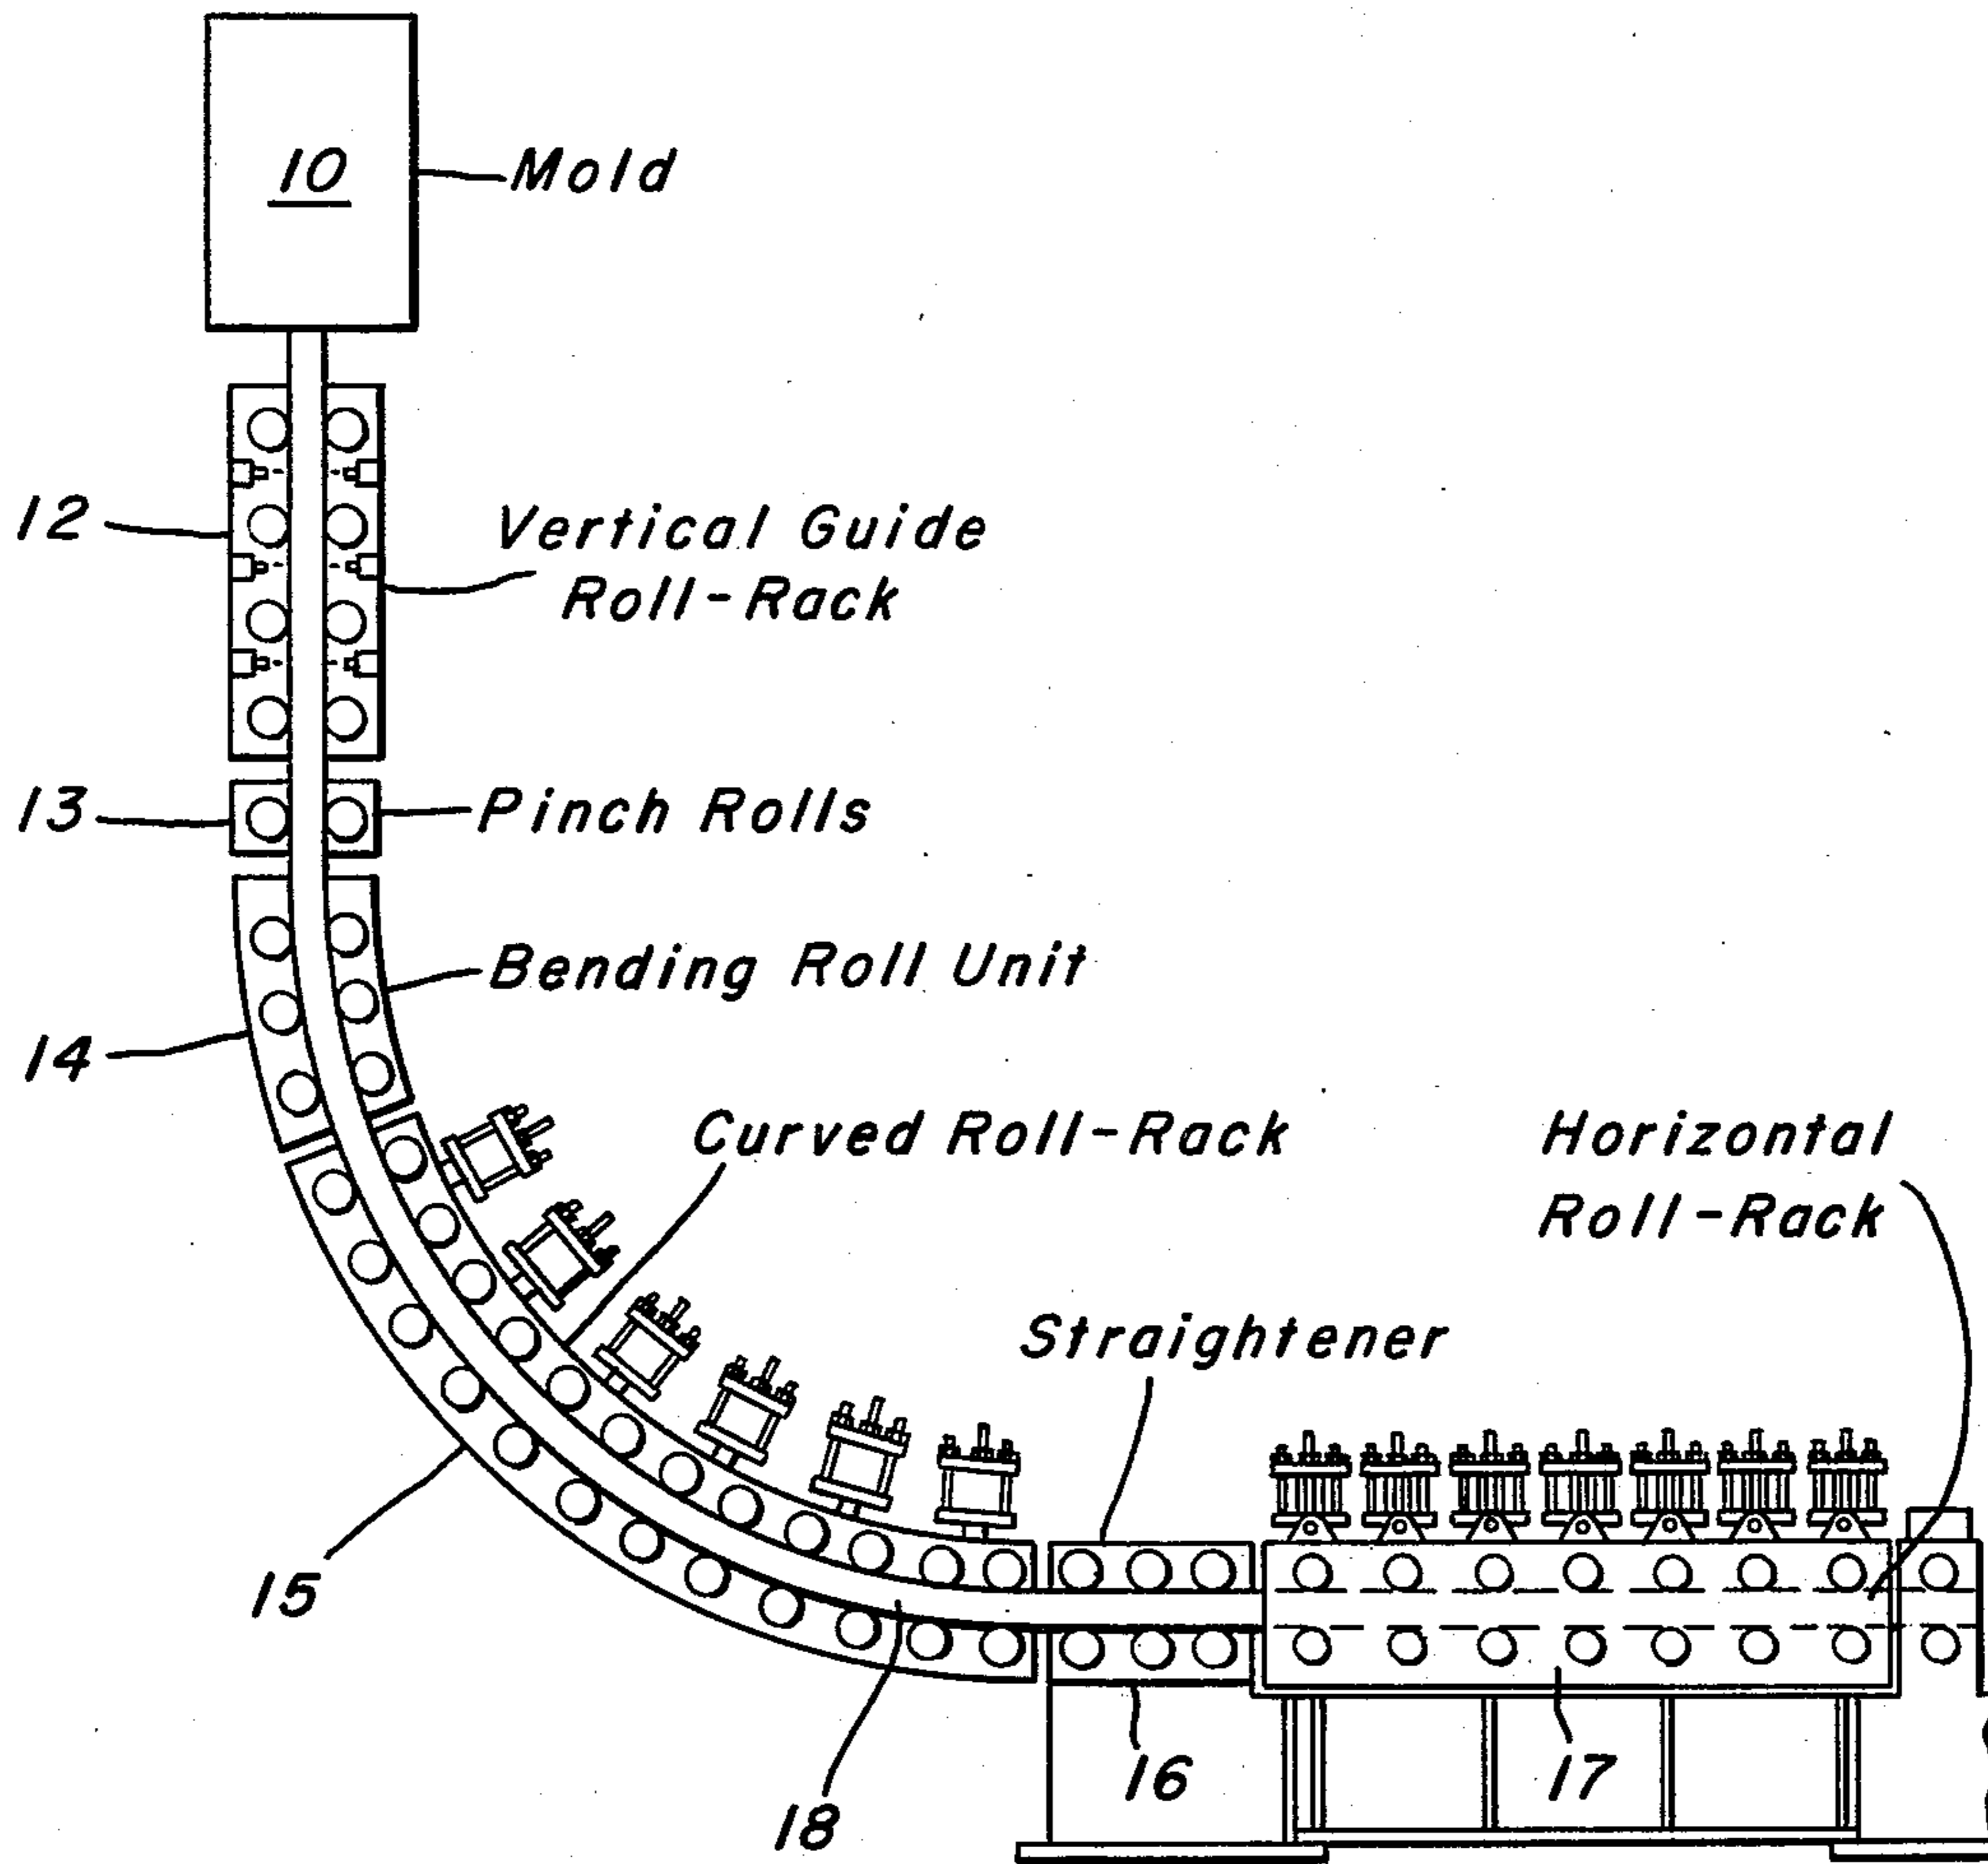 10
Mold
12
Vertical Guide
Roll-Rack
13
Pinch Rolls
Bending Roll Unit
14
Curved Roll-Rack
Horizontal
Roll-Rack
Straightener
15
16
17
18